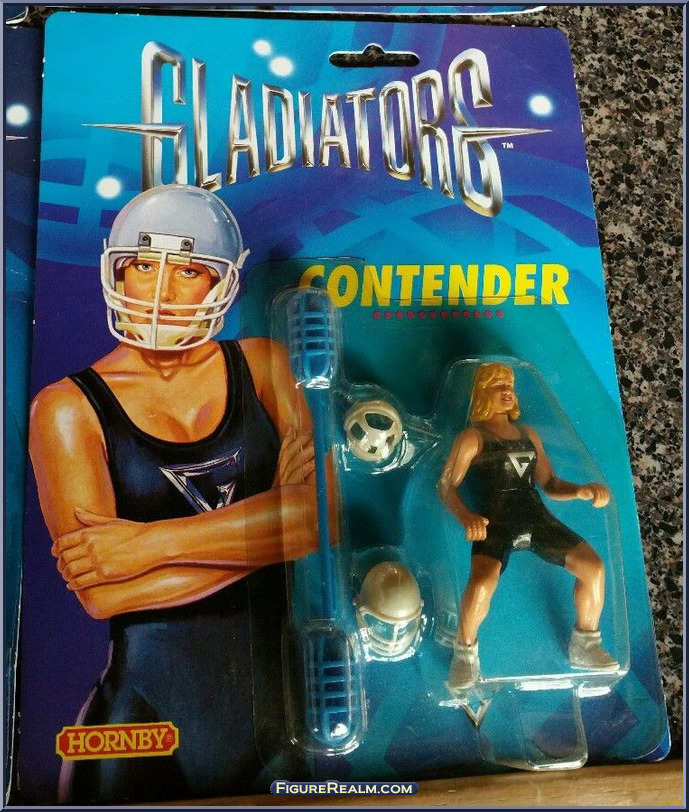 GLADIATORS
TM
CONTENDER
HORNBY
FIGUREREALM.COM